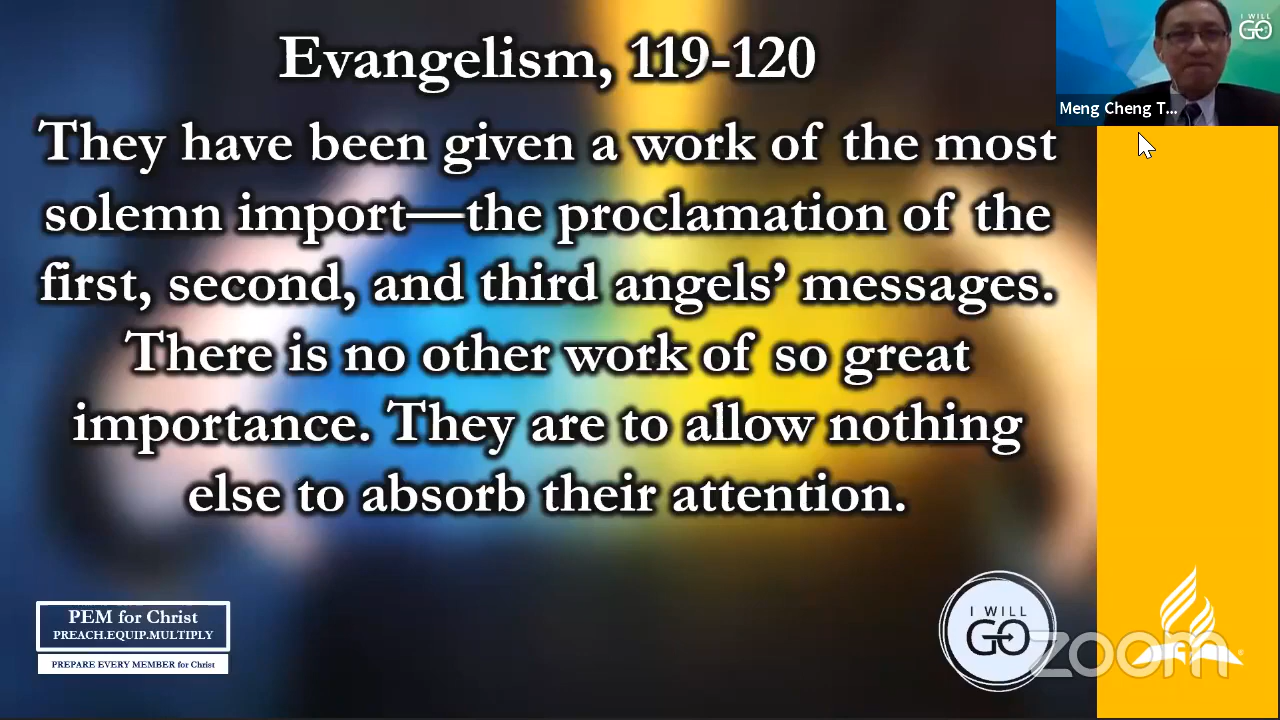 Evangelism, 119-120
They have been given a work of the most
solemn import—the proclamation of the
first, second, and third angels’ messages.
There is no other work of so great
importance. They are to allow nothing
else to absorb their attention.
I WILL
GO
Meng Cheng T...
PEM for Christ
PREACH.EQUIP.MULTIPLY
PREPARE EVERY MEMBER for Christ
I WILL
GO
zoom